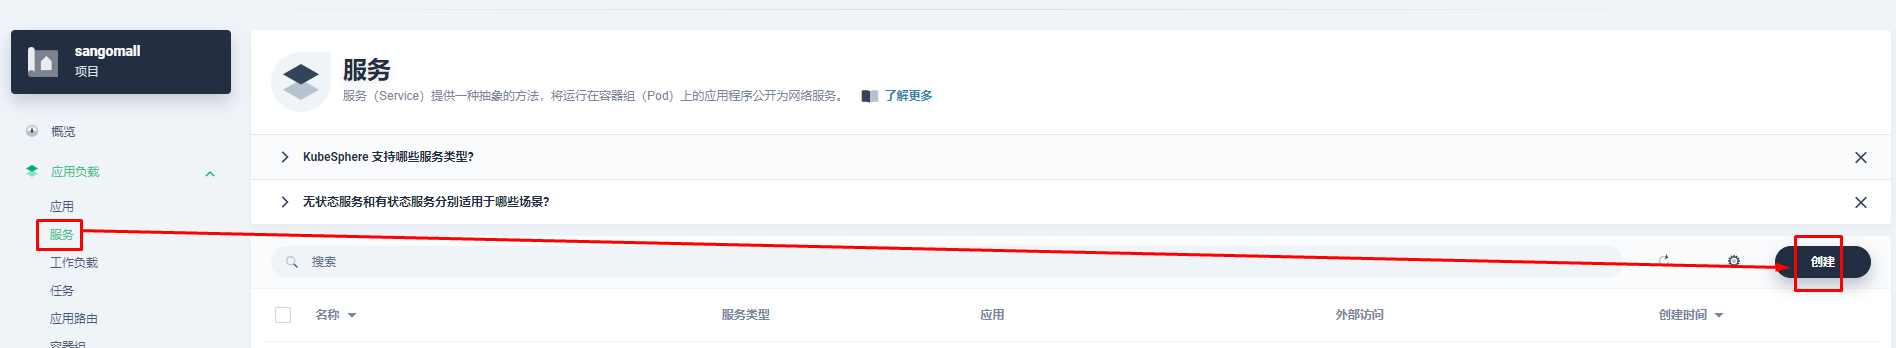 sangomall
项目
概览
应用负载
应用
服务
工作负载
任务
应用路由
容器组
服务
服务（Service）提供一种抽象的方法，将运行在容器组（Pod）上的应用程序公开为网络服务。 了解更多
KubeSphere 支持哪些服务类型？
无状态服务和有状态服务分别适用于哪些场景？
搜索
创建
名称 服务类型 应用 外部访问 创建时间